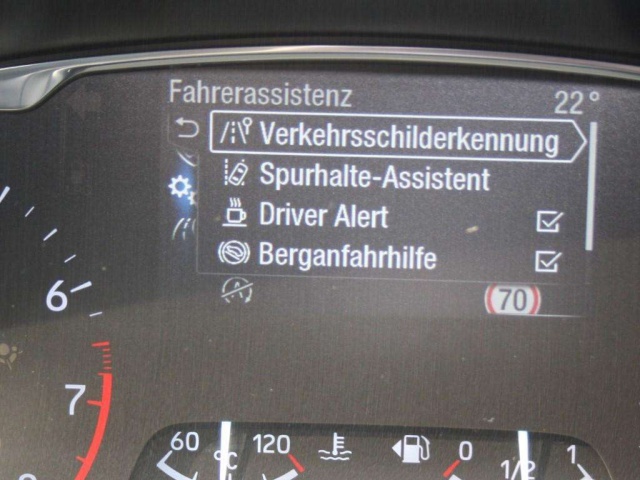 Fahrerassistenz 22°
Verkehrsschilderkennung
Spurhalte-Assistent
Driver Alert
Berganfahrhilfe
70
6
7
60 °C 120 0 1/2 1